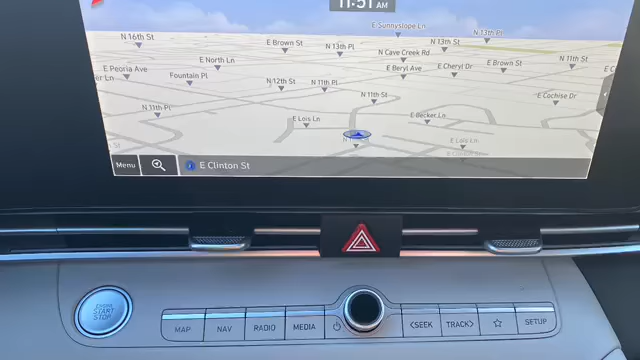 11:51 AM
E Sunnyslope Ln
N 16th St
N 13th Pl
E Brown St
N 13th Pl
N 13th St
N Cave Creek Rd
E North Ln
N 11th St
E Peoria Ave
E Beryl Ave
E Cheryl Dr
E Brown St
Fountain Pl
N 12th St
N 11th Pl
N 11th St
E Cochise Dr
N 11th Pl
E Lois Ln
E Becker Ln
E Lois Ln
Menu
E Clinton St
ENGINE
START
STOP
MAP
NAV
RADIO
MEDIA
<SEEK
TRACK>
SETUP